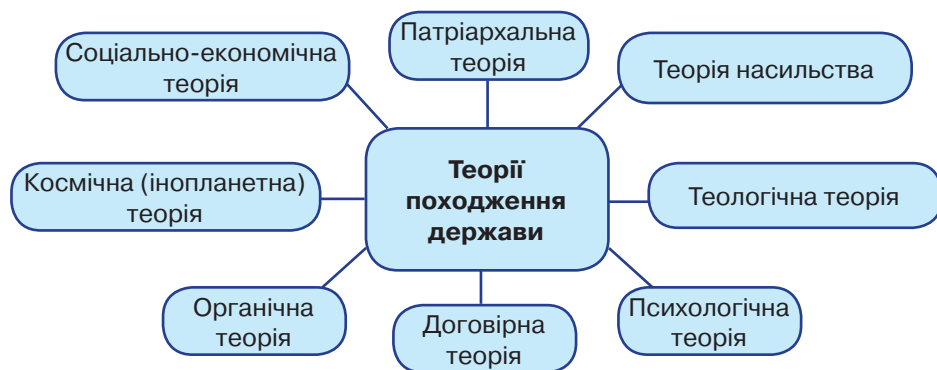 Соціально-економічна
теорія
Патріархальна
теорія
Теорія насильства
Космічна (інопланетна)
теорія
Теорії
походження
держави
Теологічна теорія
Органічна
теорія
Договірна
теорія
Психологічна
теорія